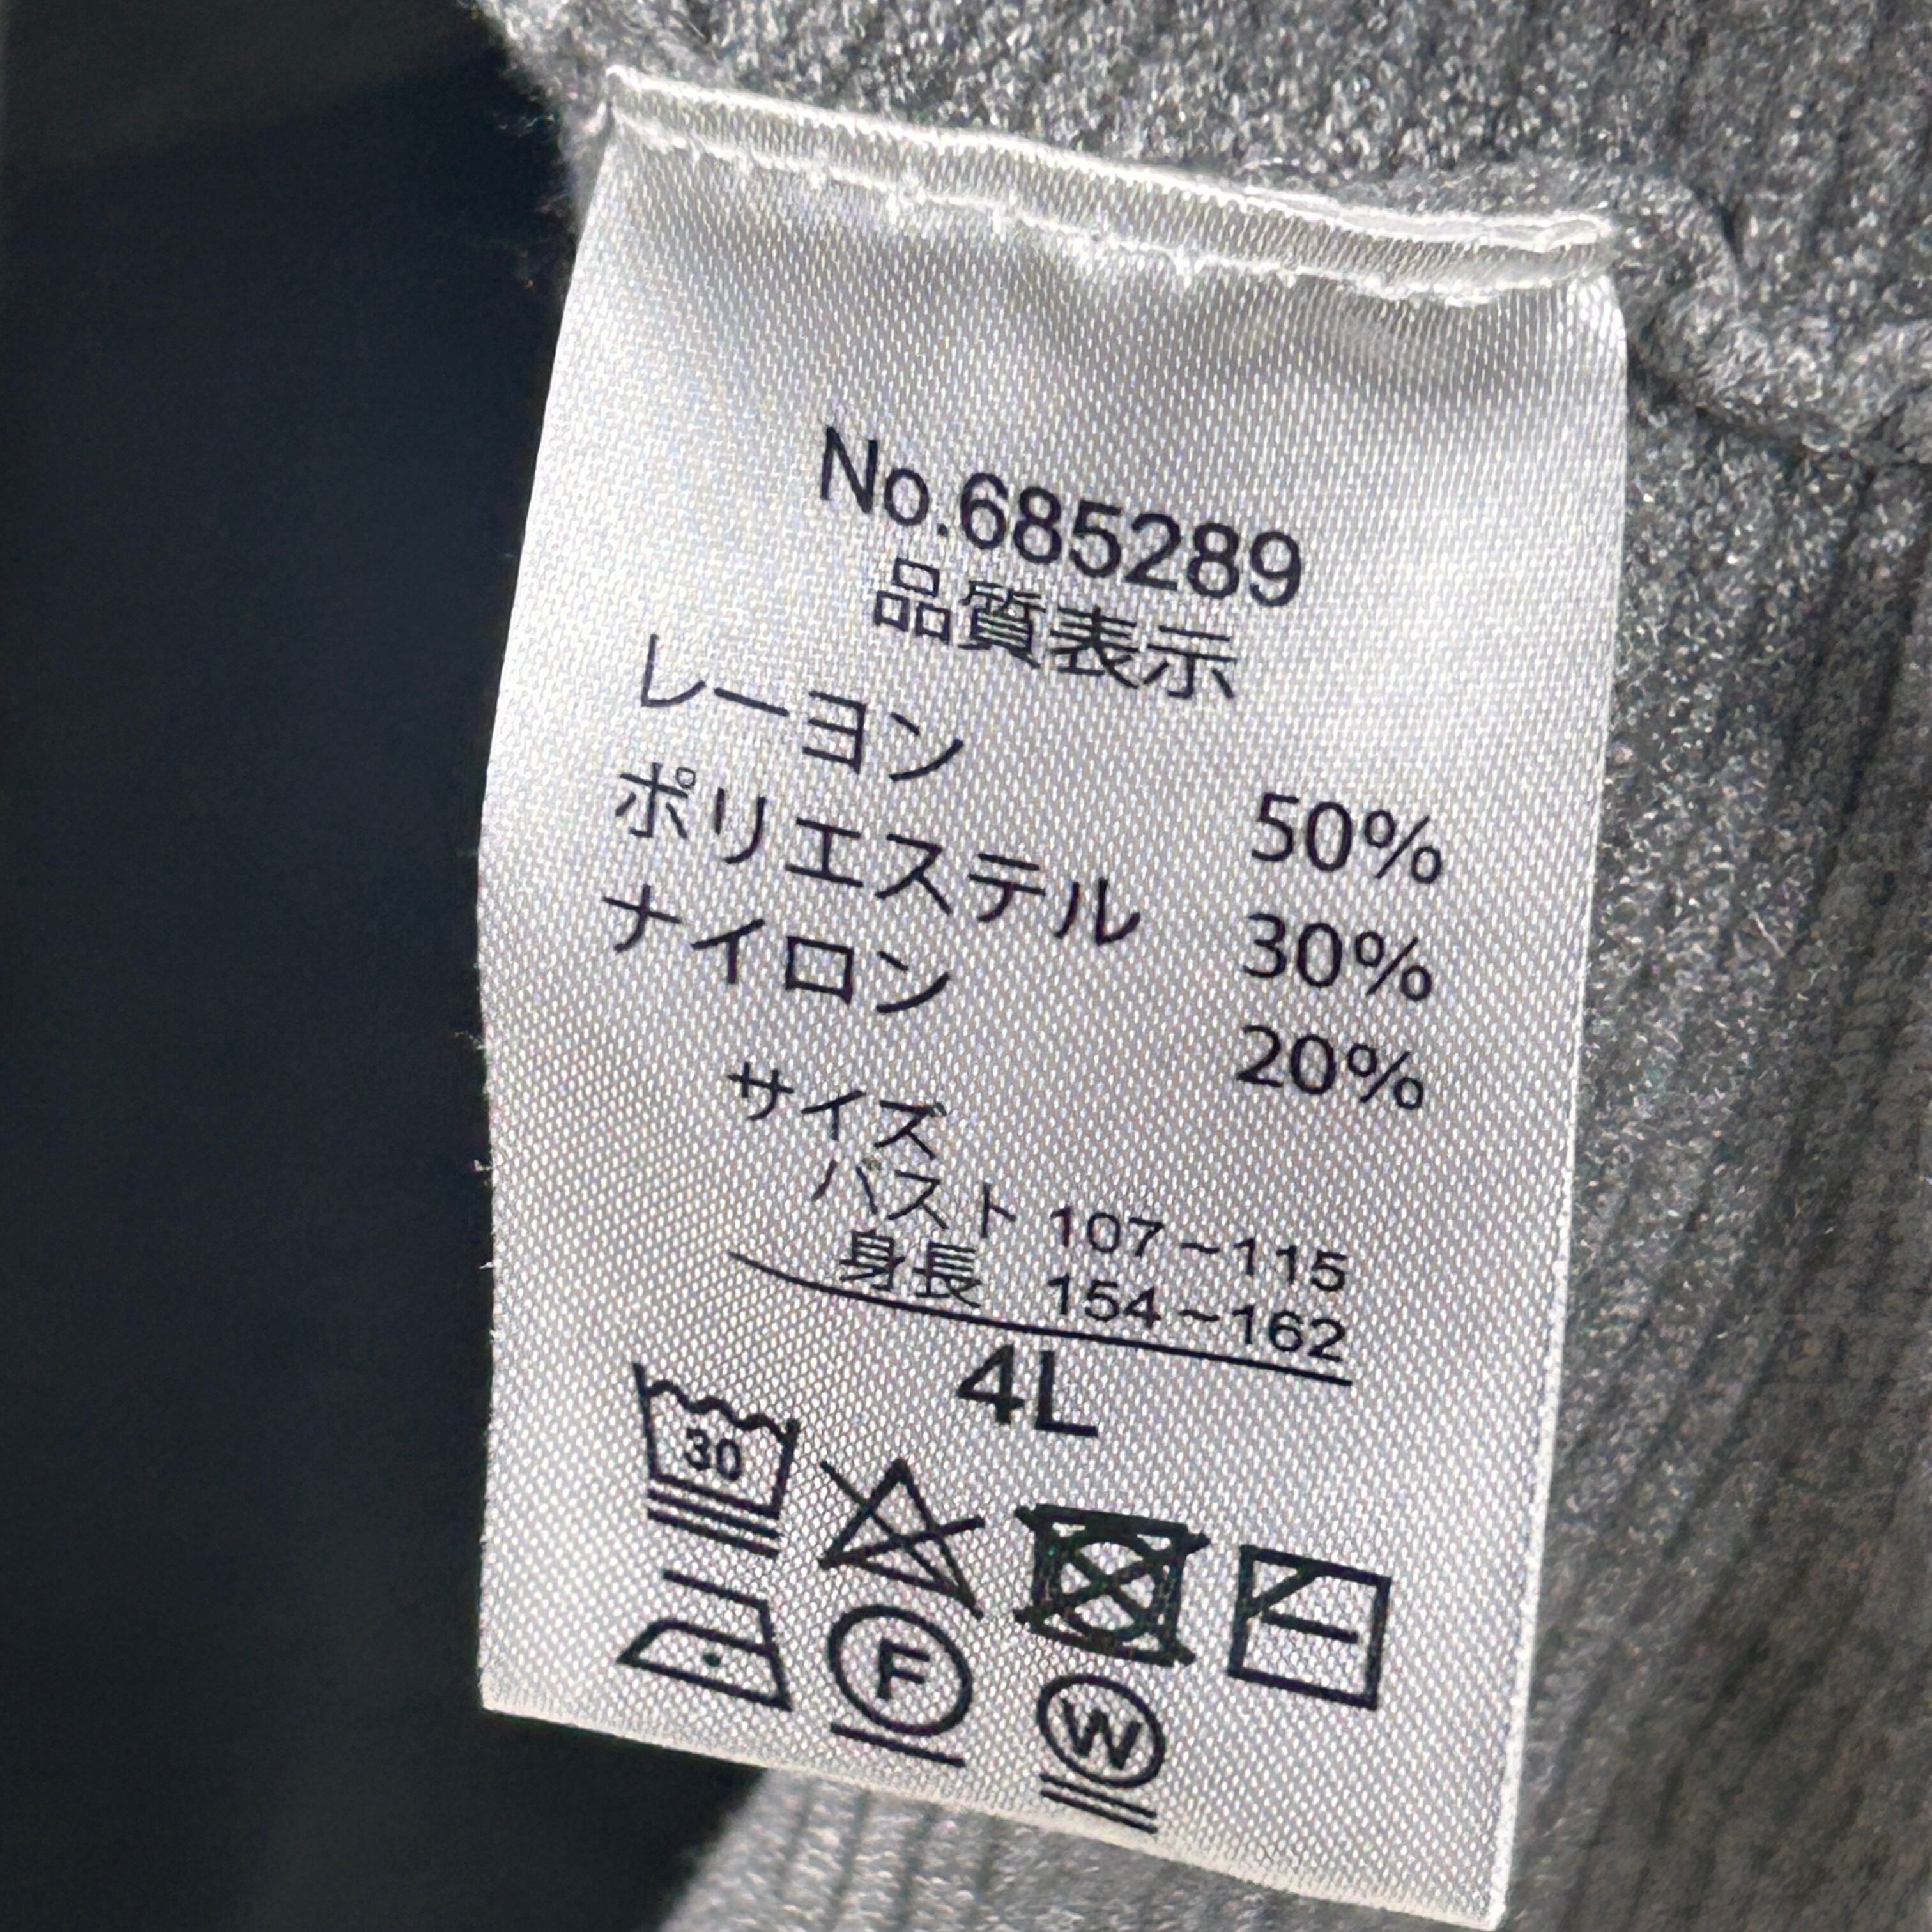 No.685289
品質表示
レーヨン 50%
ポリエステル 30%
ナイロン 20%
サイズ
バスト 107~115
身長 154~162
4L
30
F
W